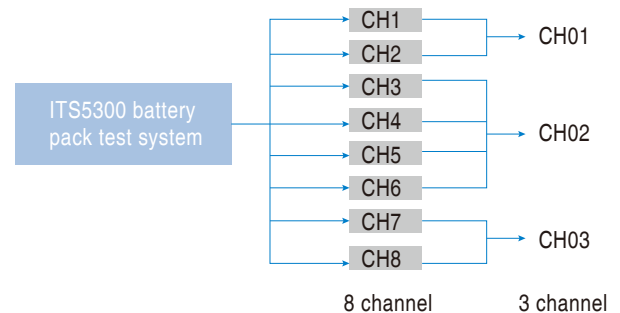 ITS5300 battery
pack test system
CH1
CH2
CH3
CH4
CH5
CH6
CH7
CH8
CH01
CH02
CH03
8 channel
3 channel